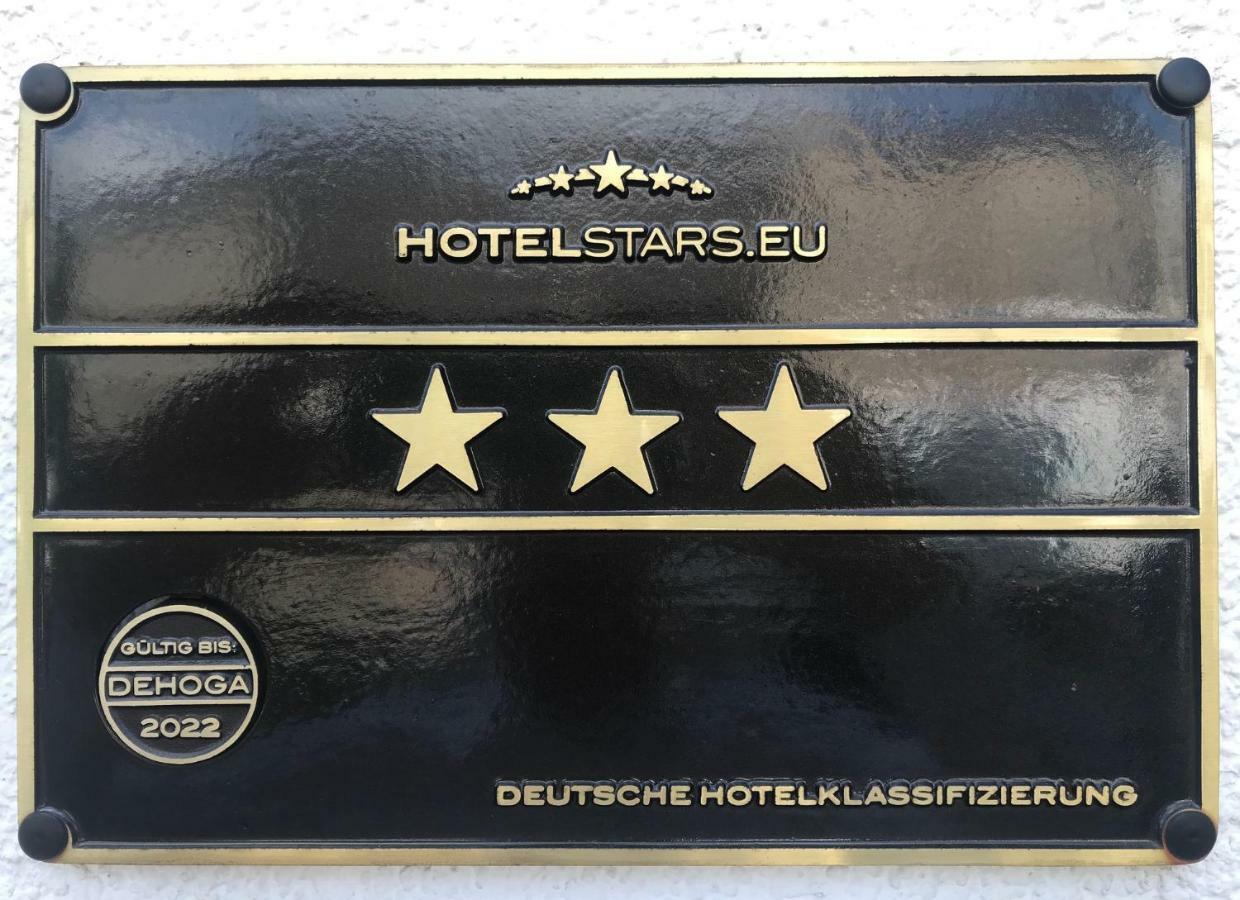 HOTELSTARS.EU
GÜLTIG BIS:
DEHOGA
2022
DEUTSCHE HOTELKLASSIFIZIERUNG